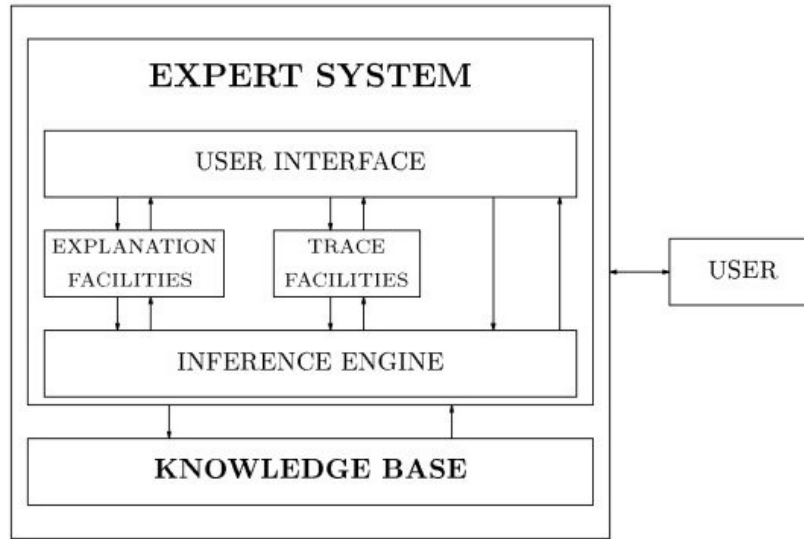 EXPERT SYSTEM
USER INTERFACE
EXPLANATION
FACILITIES
TRACE
FACILITIES
USER
INFERENCE ENGINE
KNOWLEDGE BASE